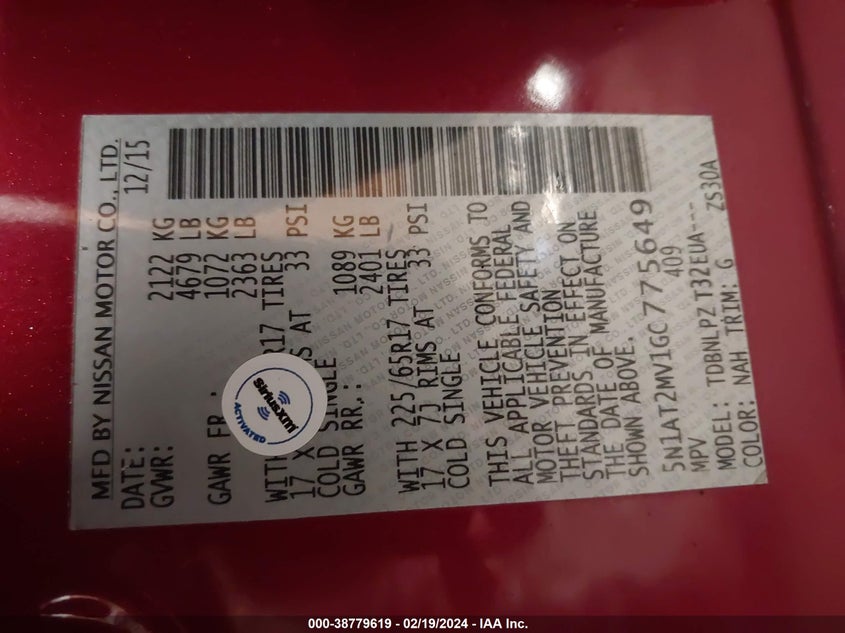 MFD BY NISSAN MOTOR CO., LTD.
DATE: 12/15
GVWR: 2122 KG
4679 LB
GAWR FR : 1072 KG
2363 LB
R17 TIRES
17 X S AT 33 PSI
COLD SINGLE
GAWR RR.: 1089 KG
2401 LB
WITH 225/65R17 TIRES
17 X 7J RIMS AT 33 PSI
COLD SINGLE
THIS VEHICLE CONFORMS TO
ALL APPLICABLE FEDERAL
MOTOR VEHICLE SAFETY AND
THEFT PREVENTION
STANDARDS IN EFFECT ON
THE DATE OF MANUFACTURE
SHOWN ABOVE.
5N1AT2MV1GC775649
MPV 409
MODEL: TDBNLPZ T32EUA--- ZS30A
COLOR: NAH TRIM: G
SiriusXM
...ACTIVATED
000-38779619 - 02/19/2024 - IAA Inc.